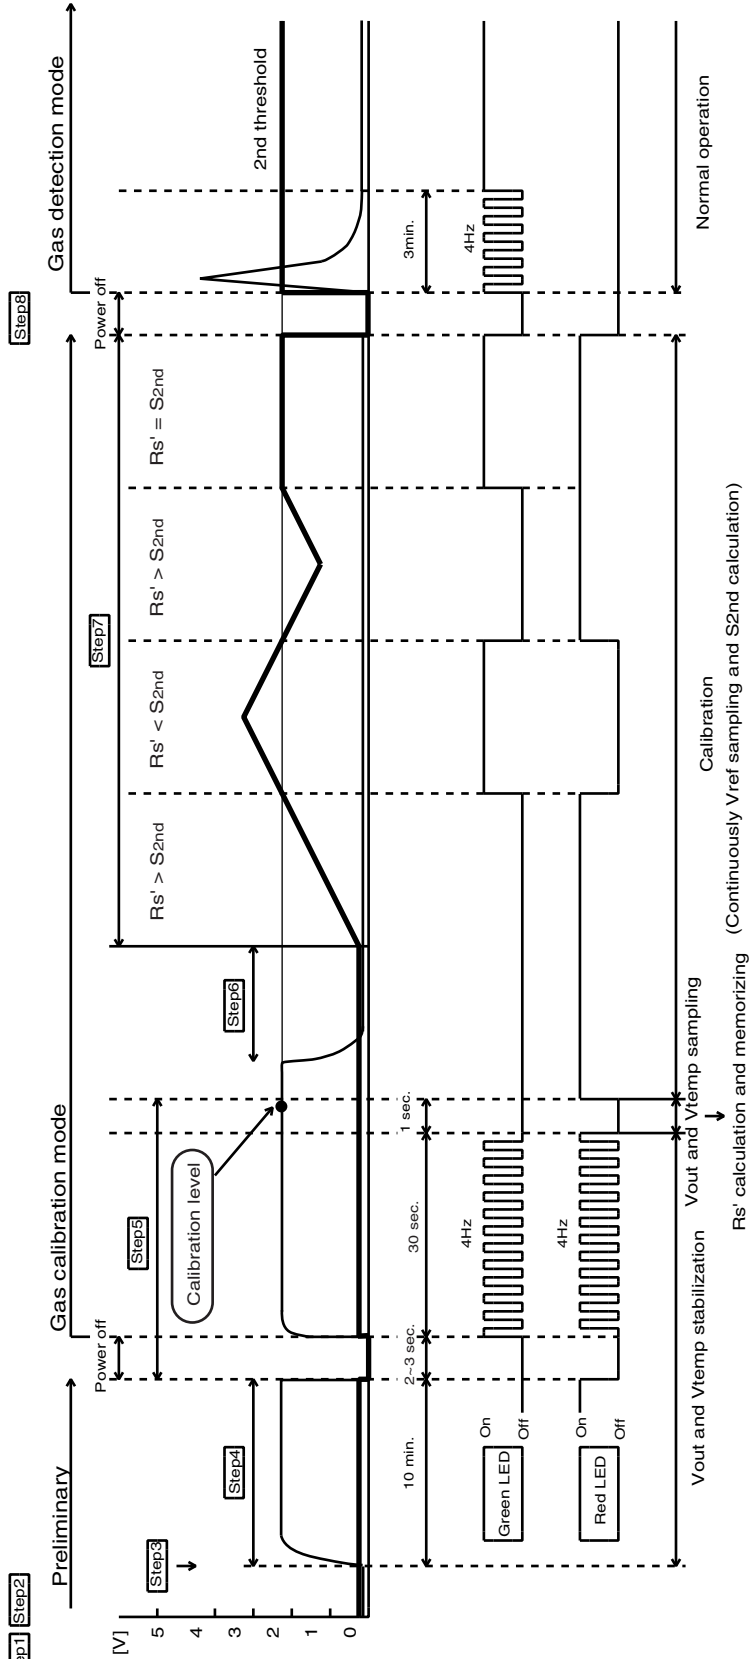 Step2
Preliminary
Gas calibration mode
Gas detection mode
Step8
Power off
Power off
Step3
Step4
Step5
Step6
Step7
Calibration level
Rs' > S2nd
Rs' < S2nd
Rs' > S2nd
Rs' = S2nd
2nd threshold
[V]
5
4
3
2
1
0
10 min.
2~3 sec.
30 sec.
1 sec.
3min.
Green LED
On
Off
4Hz
4Hz
Red LED
On
Off
4Hz
Vout and Vtemp stabilization
Vout and Vtemp sampling
Rs' calculation and memorizing
Calibration
(Continuously Vref sampling and S2nd calculation)
Normal operation